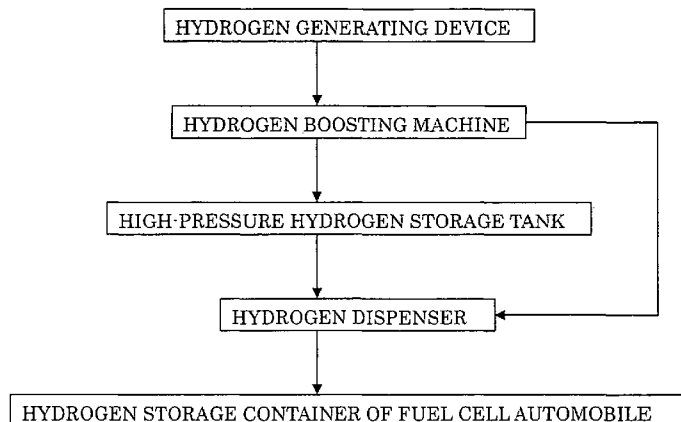 HYDROGEN GENERATING DEVICE
HYDROGEN BOOSTING MACHINE
HIGH-PRESSURE HYDROGEN STORAGE TANK
HYDROGEN DISPENSER
HYDROGEN STORAGE CONTAINER OF FUEL CELL AUTOMOBILE